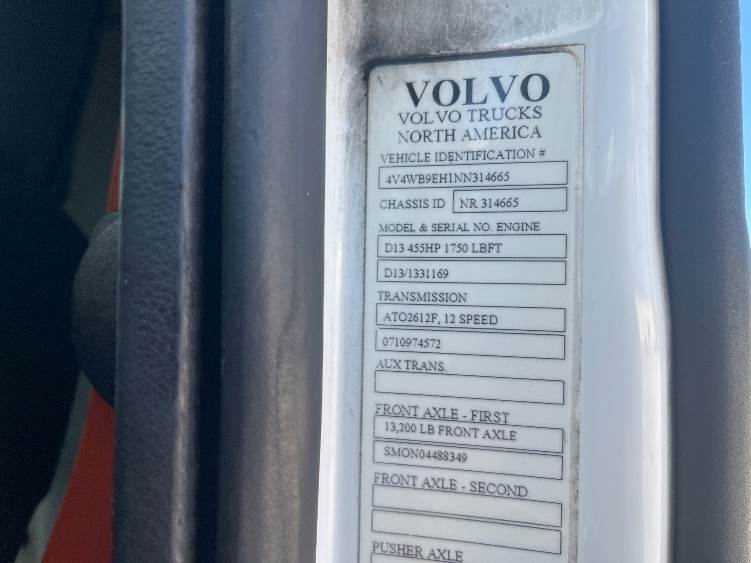 VOLVO
VOLVO TRUCKS
NORTH AMERICA
VEHICLE IDENTIFICATION #
4V4WB9EH1NN314665
CHASSIS ID NR 314665
MODEL & SERIAL NO. ENGINE
D13 455HP 1750 LBFT
D13/1331169
TRANSMISSION
ATO2612F, 12 SPEED
0710974572
AUX TRANS.
FRONT AXLE - FIRST
13,200 LB FRONT AXLE
SMON04488349
FRONT AXLE - SECOND
PUSHER AXLE